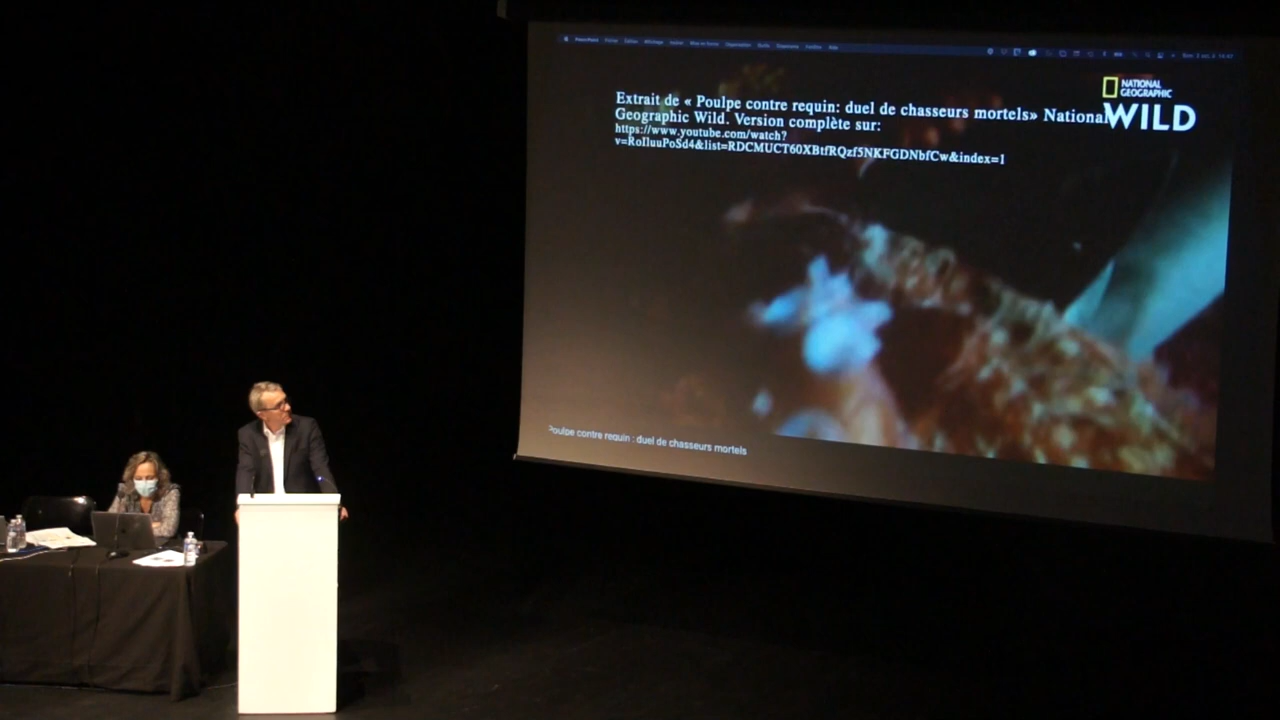 Extrait de « Poulpe contre requin: duel de chasseurs mortels» National
Geographic Wild. Version complète sur:
https://www.youtube.com/watch?
v=RoIluuPoSd4&list=RDCMUCT60XBtfRQzf5NKFGDNbfCw&index=1
NATIONAL
GEOGRAPHIC
WILD
Poulpe contre requin : duel de chasseurs mortels